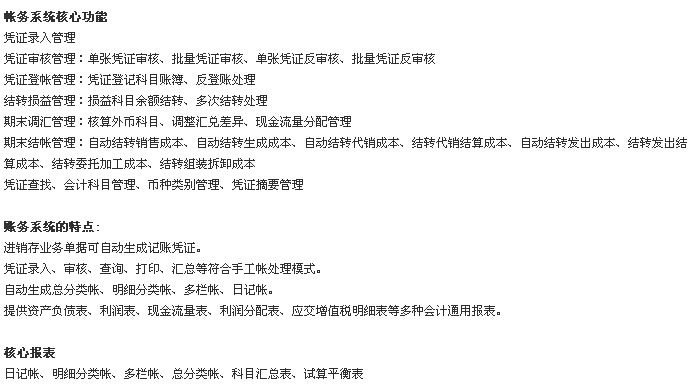 帐务系统核心功能
凭证录入管理
凭证审核管理：单张凭证审核、批量凭证审核、单张凭证反审核、批量凭证反审核
凭证登帐管理：凭证登记科目账簿、反登账处理
结转损益管理：损益科目余额结转、多次结转处理
期末调汇管理：核算外币科目、调整汇兑差异、现金流量分配管理
期末结帐管理：自动结转销售成本、自动结转生成成本、自动结转代销成本、结转代销结算成本、自动结转发出成本、结转发出结
算成本、结转委托加工成本、结转组装拆卸成本
凭证查找、会计科目管理、币种类别管理、凭证摘要管理
账务系统的特点：
进销存业务单据可自动生成记账凭证。
凭证录入、审核、查询、打印、汇总等符合手工帐处理模式。
自动生成总分类帐、明细分类帐、多栏帐、日记帐。
提供资产负债表、利润表、现金流量表、利润分配表、应交增值税明细表等多种会计通用报表。
核心报表
日记帐、明细分类帐、多栏帐、总分类帐、科目汇总表、试算平衡表